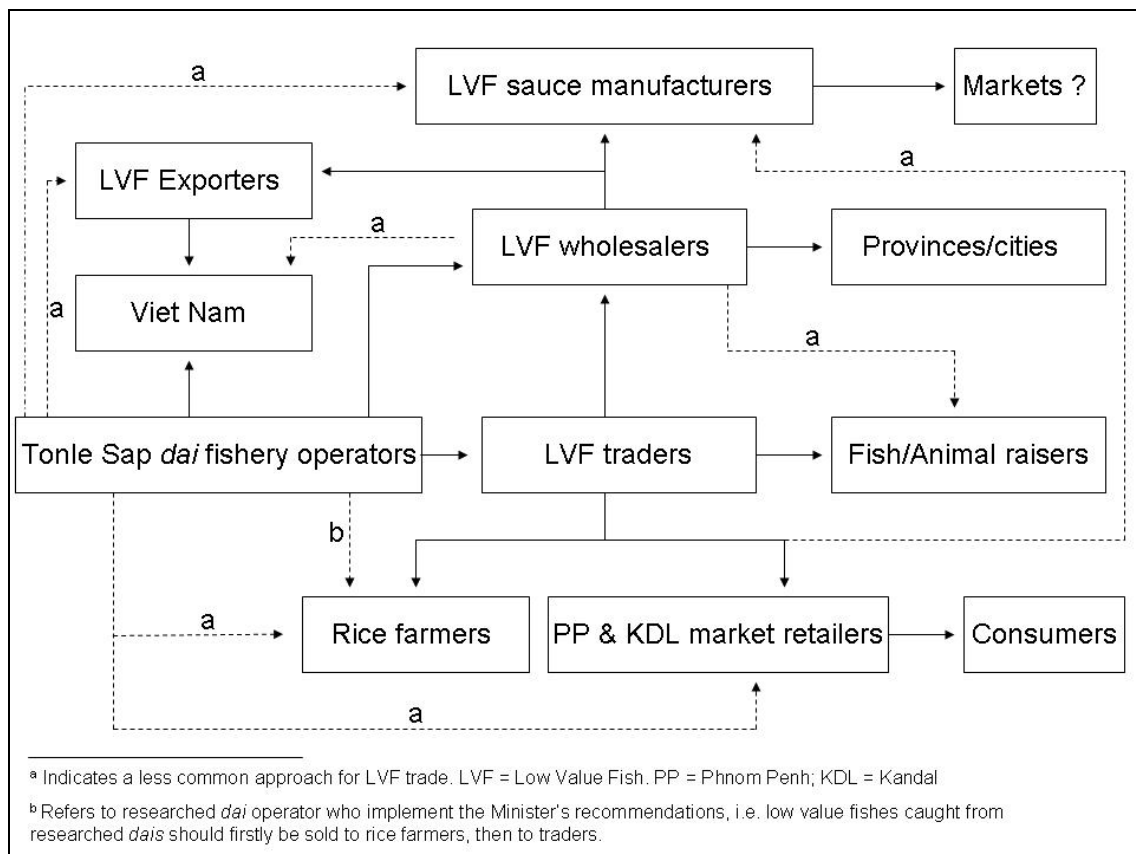 a
LVF sauce manufacturers
Markets ?
a
LVF Exporters
a
LVF wholesalers
Provinces/cities
a
Viet Nam
a
Tonle Sap dai fishery operators
LVF traders
Fish/Animal raisers
b
a
Rice farmers
PP & KDL market retailers
Consumers
a
a Indicates a less common approach for LVF trade. LVF = Low Value Fish. PP = Phnom Penh; KDL = Kandal
b Refers to researched dai operator who implement the Minister's recommendations, i.e. low value fishes caught from
researched dais should firstly be sold to rice farmers, then to traders.